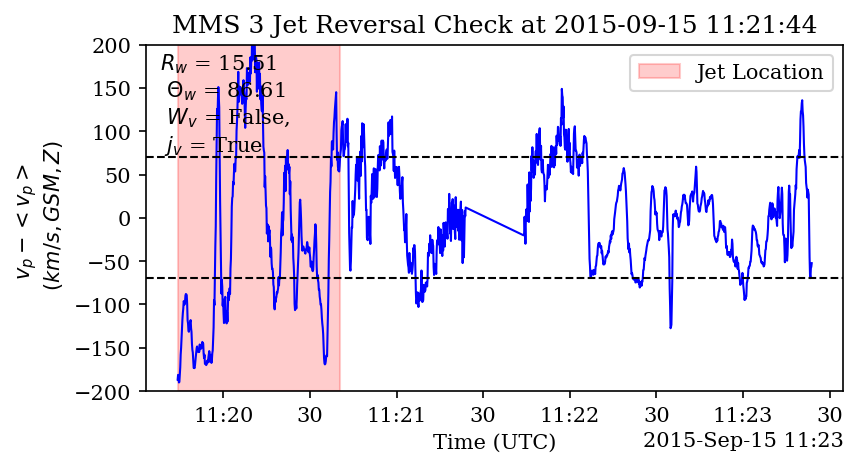 MMS 3 Jet Reversal Check at 2015-09-15 11:21:44
200
150
100
50
0
−50
−100
−150
−200
v_p − < v_p >
(km/s, GSM, Z)
R_w = 15.51
Θ_w = 86.61
W_v = False,
j_v = True
Jet Location
11:20 30 11:21 30 11:22 30 11:23 30
Time (UTC)
2015-Sep-15 11:23